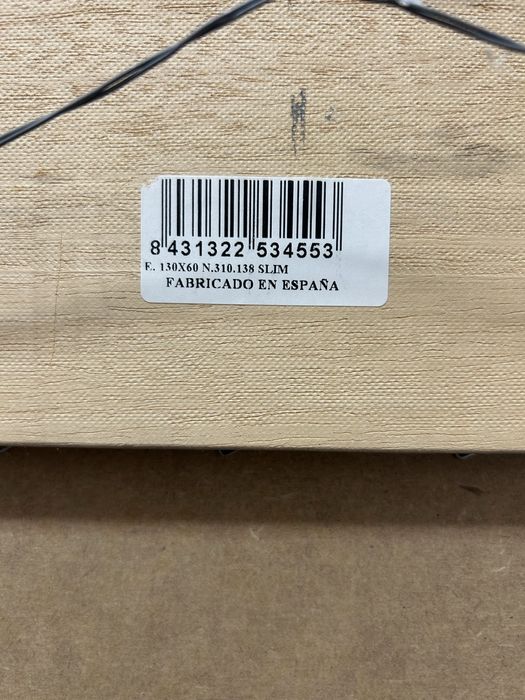 8 431322 534553
E. 130X60 N.310.138 SLIM
FABRICADO EN ESPAÑA